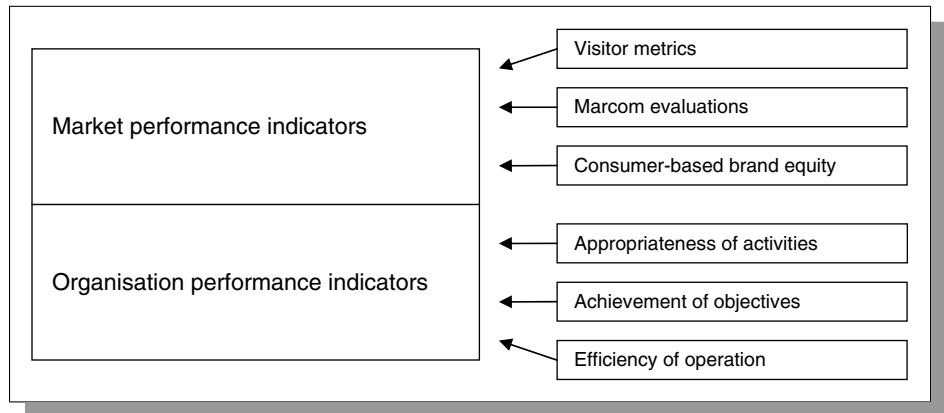 Market performance indicators
Visitor metrics
Marcom evaluations
Consumer-based brand equity
Organisation performance indicators
Appropriateness of activities
Achievement of objectives
Efficiency of operation